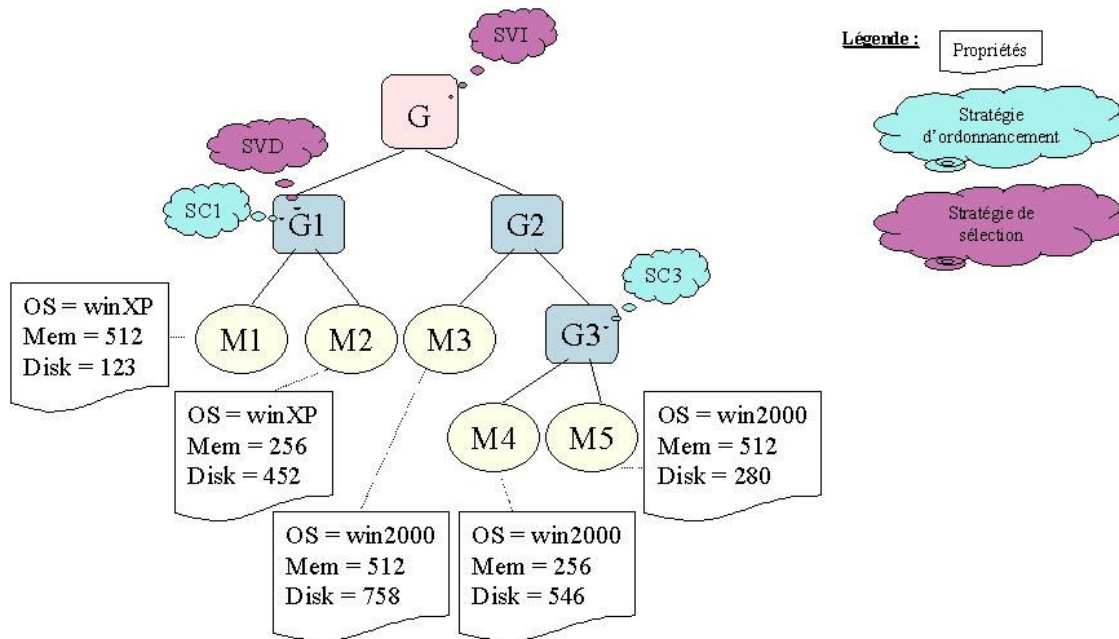 SVI
Légende :
Propriétés
G
Stratégie
d'ordonnancement
SVD
SC1
G1
G2
Stratégie de
sélection
SC3
OS = winXP
Mem = 512
Disk = 123
M1
M2
M3
G3
OS = winXP
Mem = 256
Disk = 452
M4
M5
OS = win2000
Mem = 512
Disk = 280
OS = win2000
Mem = 512
Disk = 758
OS = win2000
Mem = 256
Disk = 546